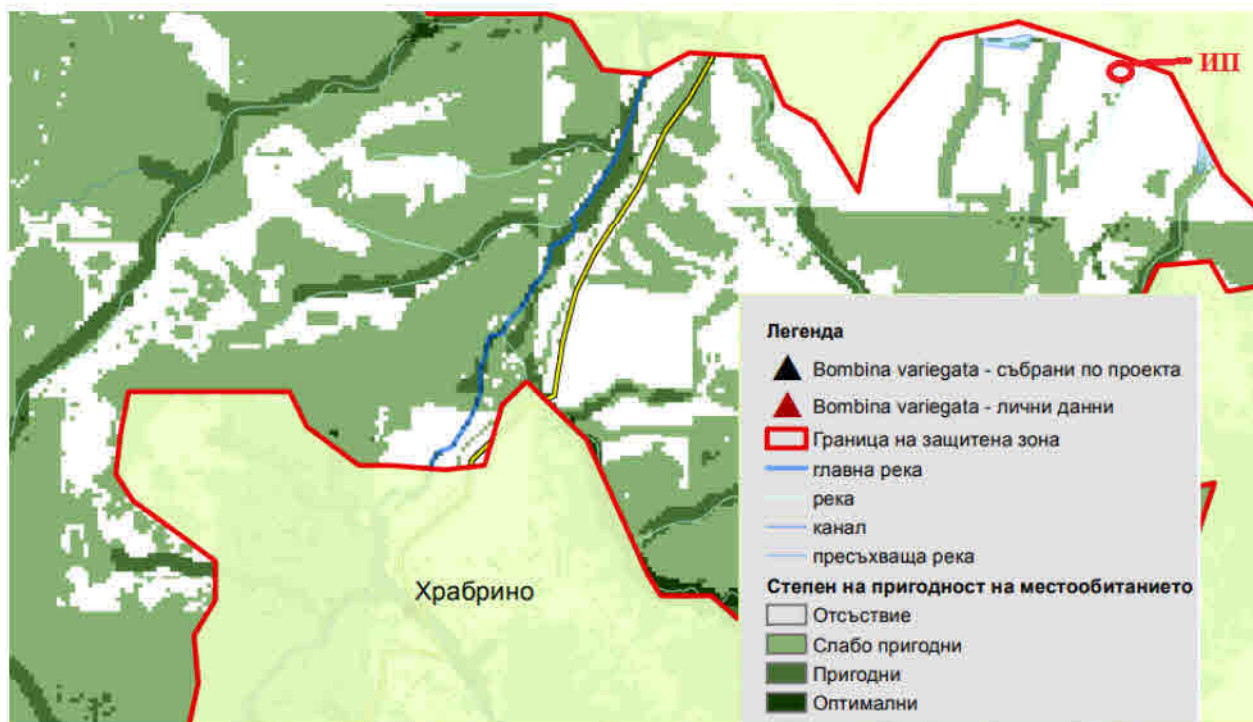 ИП
Легенда
Bombina variegata - събрани по проекта
Bombina variegata - лични данни
Граница на защитена зона
главна река
река
канал
пресъхваща река
Степен на пригодност на местообитанието
Отсъствие
Слабо пригодни
Пригодни
Оптимални
Храбрино